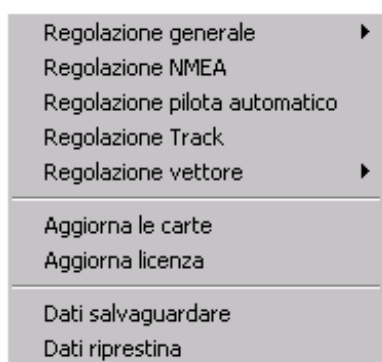 Regolazione generale
Regolazione NMEA
Regolazione pilota automatico
Regolazione Track
Regolazione vettore
Aggiorna le carte
Aggiorna licenza
Dati salvaguardare
Dati riprestina